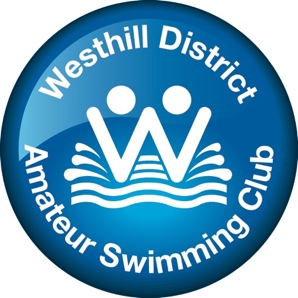 Westhill District
W
Amateur Swimming Club